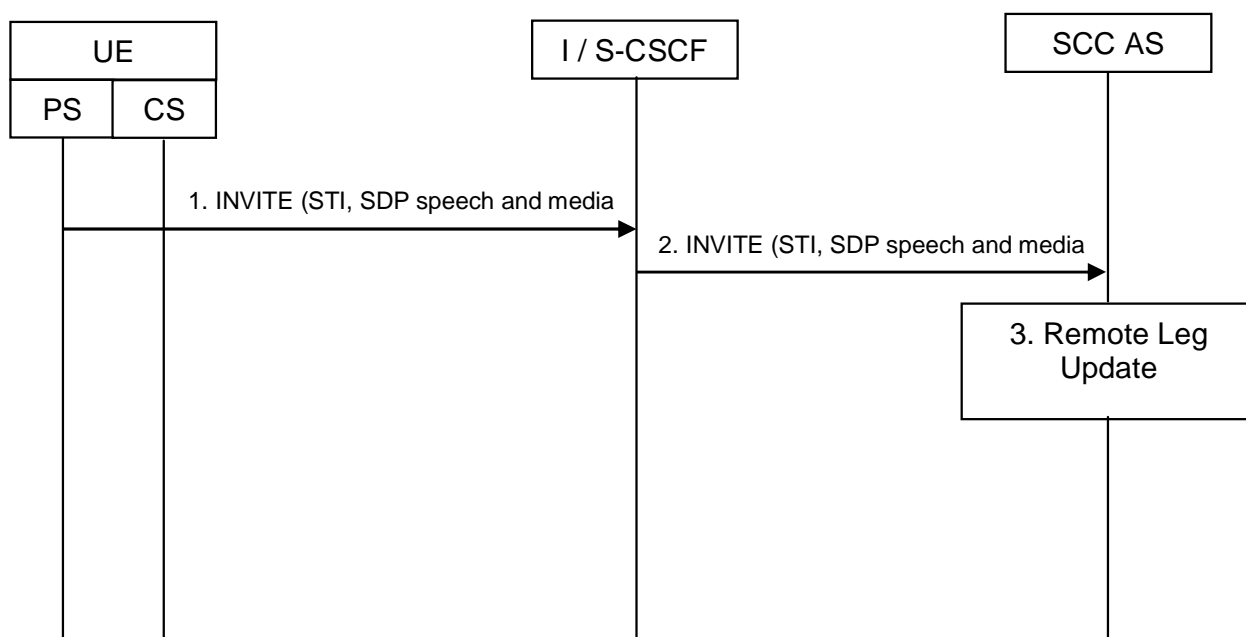 UE
I / S-CSCF
SCC AS
PS
CS
1. INVITE (STI, SDP speech and media
2. INVITE (STI, SDP speech and media
3. Remote Leg
Update